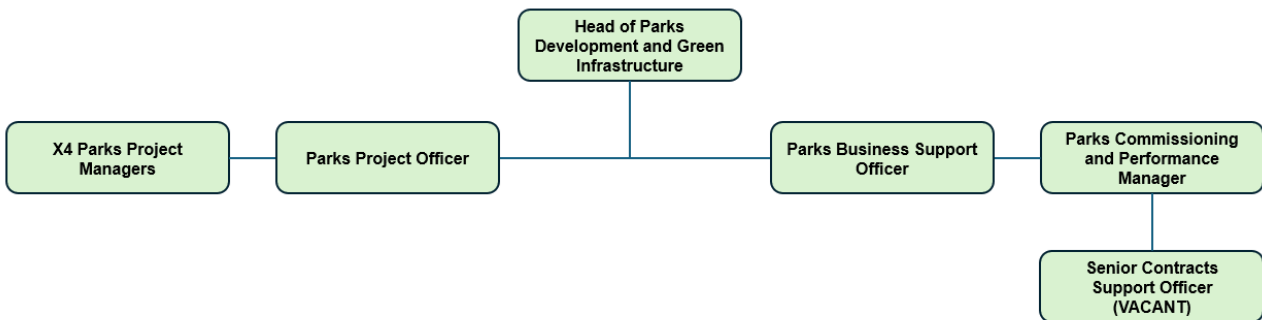 Head of Parks
Development and Green
Infrastructure
X4 Parks Project
Managers
Parks Project Officer
Parks Business Support
Officer
Parks Commissioning
and Performance
Manager
Senior Contracts
Support Officer
(VACANT)